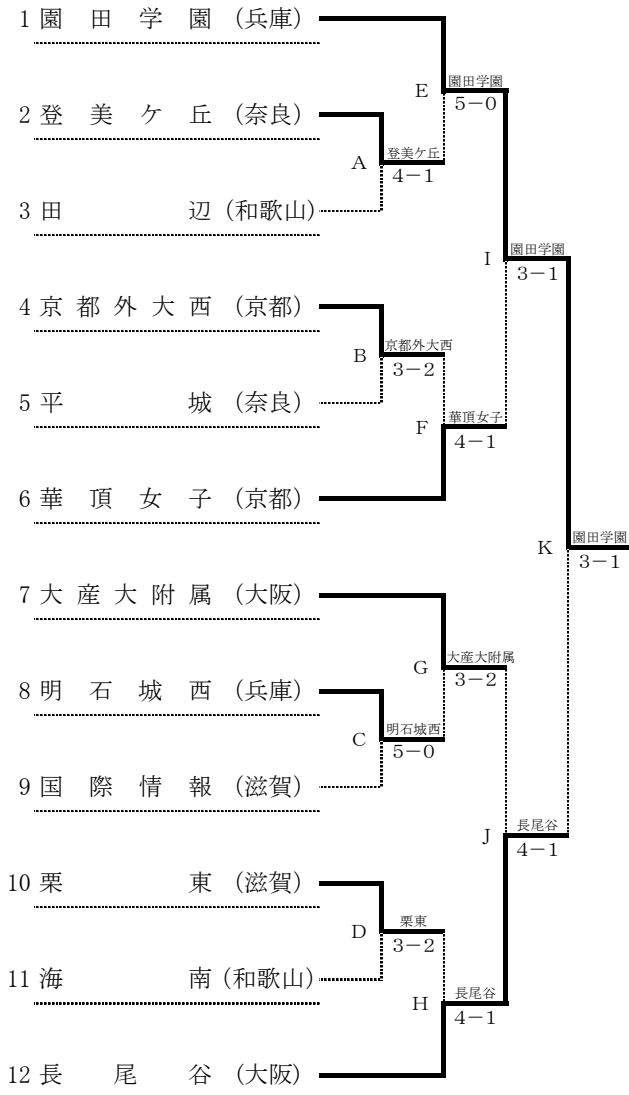 1 園田学園 (兵庫)
園田学園
E
5-0
2 登美ケ丘 (奈良)
登美ケ丘
A
4-1
3 田辺 (和歌山)
園田学園
I
3-1
4 京都外大西 (京都)
京都外大西
B
3-2
5 平城 (奈良)
華頂女子
F
4-1
6 華頂女子 (京都)
園田学園
K
3-1
7 大産大附属 (大阪)
大産大附属
G
3-2
8 明石城西 (兵庫)
明石城西
C
5-0
9 国際情報 (滋賀)
長尾谷
J
4-1
10 栗東 (滋賀)
栗東
D
3-2
11 海南 (和歌山)
長尾谷
H
4-1
12 長尾谷 (大阪)